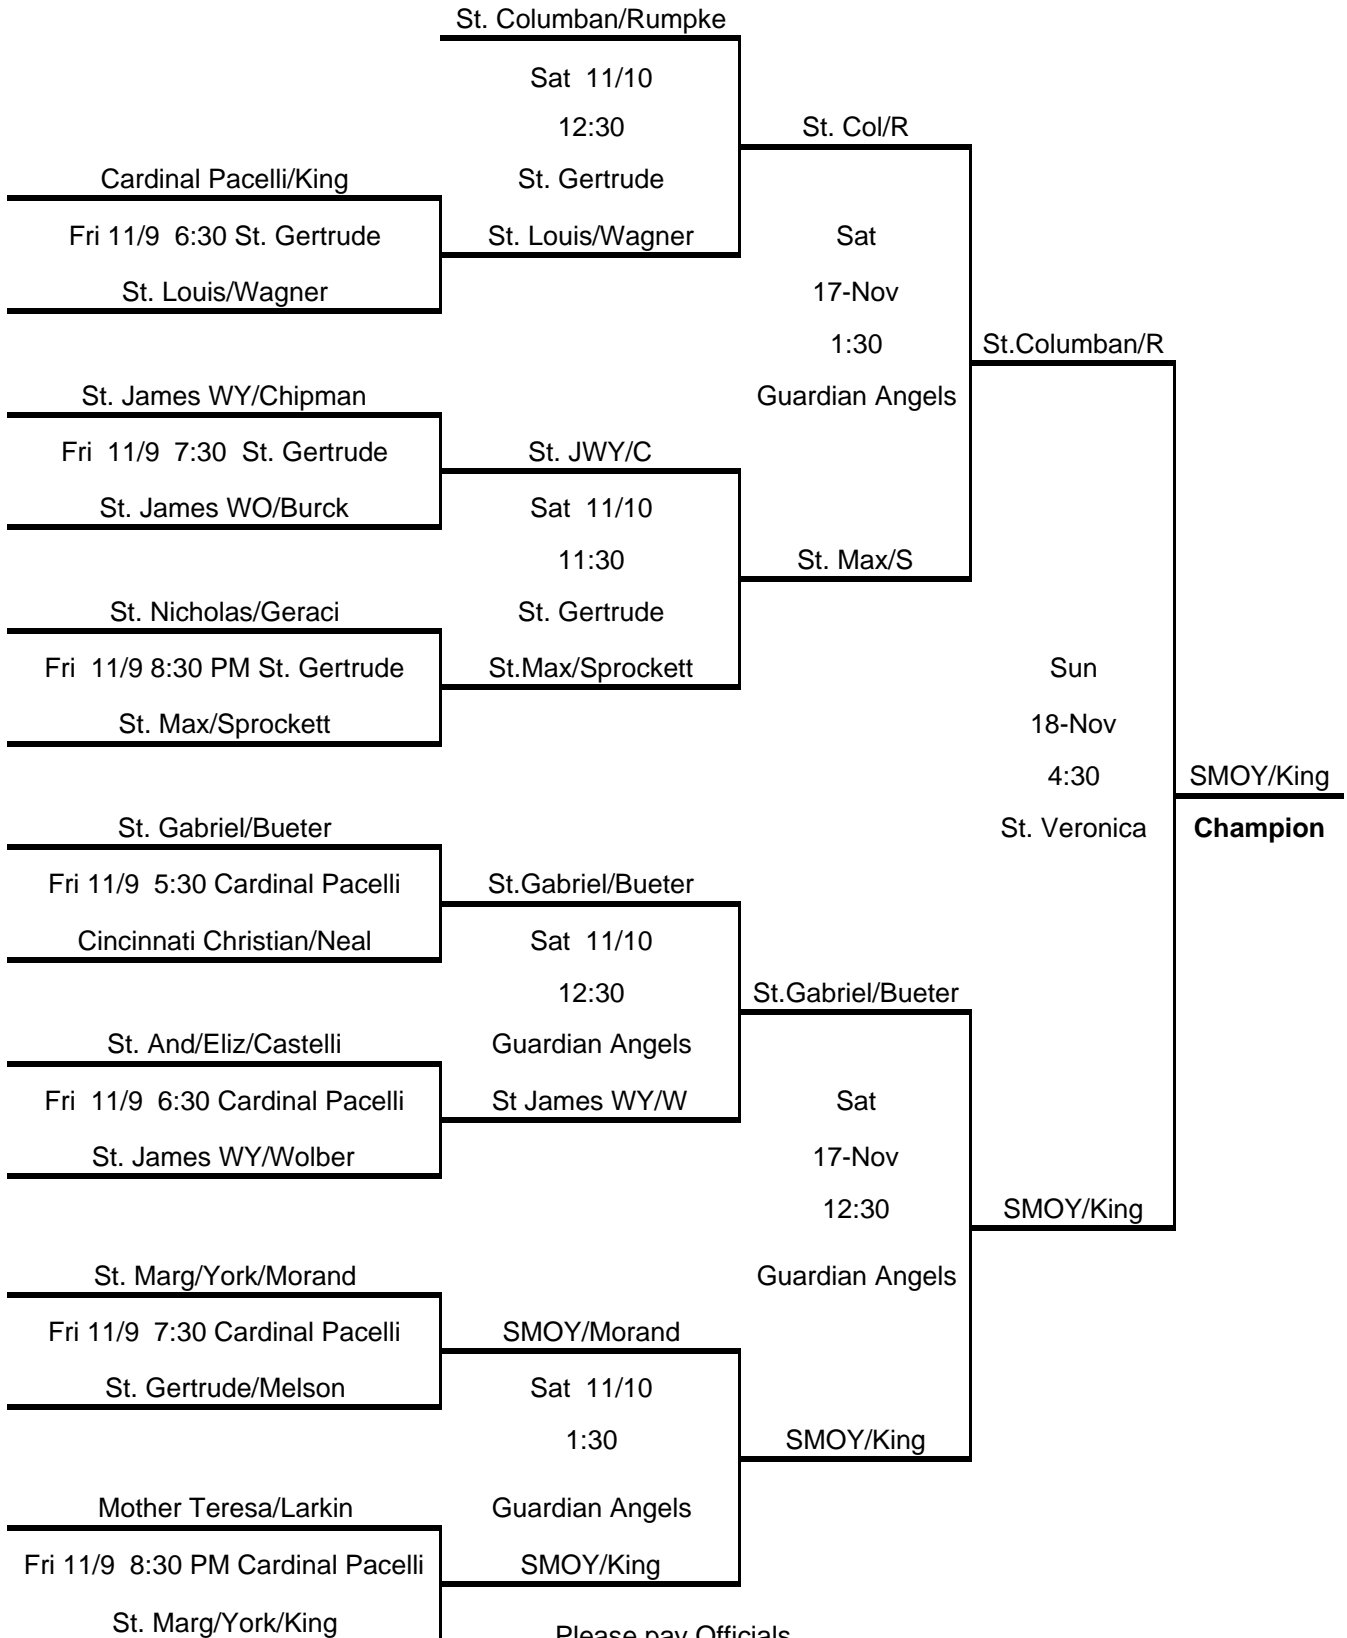 St. Columban/Rumpke
Sat 11/10
12:30
St. Col/R
Cardinal Pacelli/King
St. Gertrude
Fri 11/9 6:30 St. Gertrude
St. Louis/Wagner
Sat
St. Louis/Wagner
17-Nov
1:30
St.Columban/R
St. James WY/Chipman
Guardian Angels
Fri 11/9 7:30 St. Gertrude
St. JWY/C
St. James WO/Burck
Sat 11/10
11:30
St. Max/S
St. Nicholas/Geraci
St. Gertrude
Fri 11/9 8:30 PM St. Gertrude
St.Max/Sprockett
Sun
St. Max/Sprockett
18-Nov
4:30
SMOY/King
St. Gabriel/Bueter
St. Veronica
Champion
Fri 11/9 5:30 Cardinal Pacelli
St.Gabriel/Bueter
Cincinnati Christian/Neal
Sat 11/10
12:30
St.Gabriel/Bueter
St. And/Eliz/Castelli
Guardian Angels
Fri 11/9 6:30 Cardinal Pacelli
St James WY/W
Sat
St. James WY/Wolber
17-Nov
12:30
SMOY/King
St. Marg/York/Morand
Guardian Angels
Fri 11/9 7:30 Cardinal Pacelli
SMOY/Morand
St. Gertrude/Melson
Sat 11/10
1:30
SMOY/King
Mother Teresa/Larkin
Guardian Angels
Fri 11/9 8:30 PM Cardinal Pacelli
SMOY/King
St. Marg/York/King
Please pay Officials